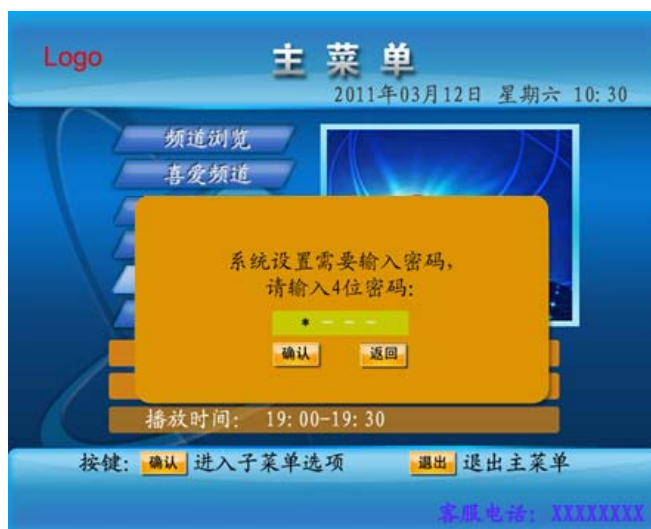 Logo
主菜单
2011年03月12日 星期六 10:30
频道浏览
喜爱频道
系统设置需要输入密码,
请输入4位密码:
* - - -
确认 返回
播放时间: 19:00-19:30
按键: 确认 进入子菜单选项 退出 退出主菜单
客服电话: XXXXXXXX